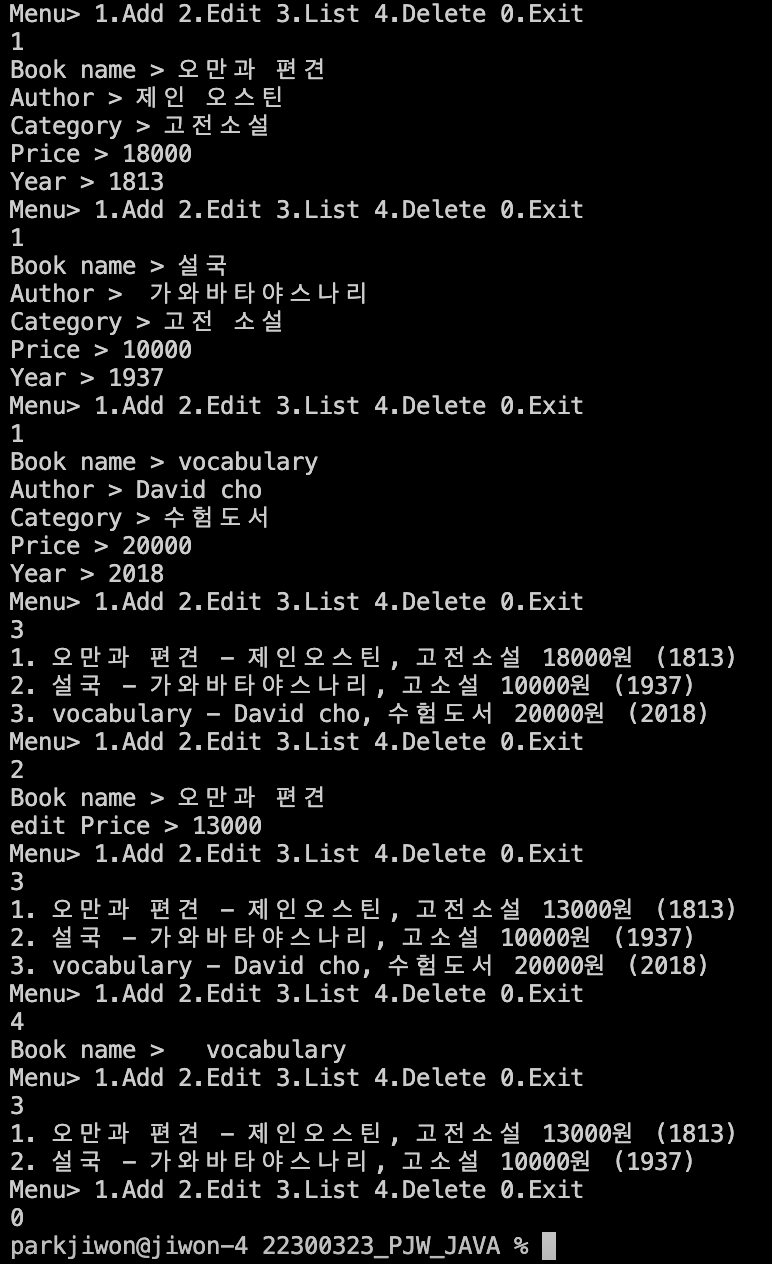 Menu> 1.Add 2.Edit 3.List 4.Delete 0.Exit
1
Book name > 오만과 편견
Author > 제인 오스틴
Category > 고전소설
Price > 18000
Year > 1813
Menu> 1.Add 2.Edit 3.List 4.Delete 0.Exit
1
Book name > 설국
Author >  가와바타야스나리
Category > 고전 소설
Price > 10000
Year > 1937
Menu> 1.Add 2.Edit 3.List 4.Delete 0.Exit
1
Book name > vocabulary
Author > David cho
Category > 수험도서
Price > 20000
Year > 2018
Menu> 1.Add 2.Edit 3.List 4.Delete 0.Exit
3
1. 오만과 편견 - 제인오스틴, 고전소설 18000원 (1813)
2. 설국 - 가와바타야스나리, 고소설 10000원 (1937)
3. vocabulary - David cho, 수험도서 20000원 (2018)
Menu> 1.Add 2.Edit 3.List 4.Delete 0.Exit
2
Book name > 오만과 편견
edit Price > 13000
Menu> 1.Add 2.Edit 3.List 4.Delete 0.Exit
3
1. 오만과 편견 - 제인오스틴, 고전소설 13000원 (1813)
2. 설국 - 가와바타야스나리, 고소설 10000원 (1937)
3. vocabulary - David cho, 수험도서 20000원 (2018)
Menu> 1.Add 2.Edit 3.List 4.Delete 0.Exit
4
Book name >   vocabulary
Menu> 1.Add 2.Edit 3.List 4.Delete 0.Exit
3
1. 오만과 편견 - 제인오스틴, 고전소설 13000원 (1813)
2. 설국 - 가와바타야스나리, 고소설 10000원 (1937)
Menu> 1.Add 2.Edit 3.List 4.Delete 0.Exit
0
parkjiwon@jiwon-4 22300323_PJW_JAVA %